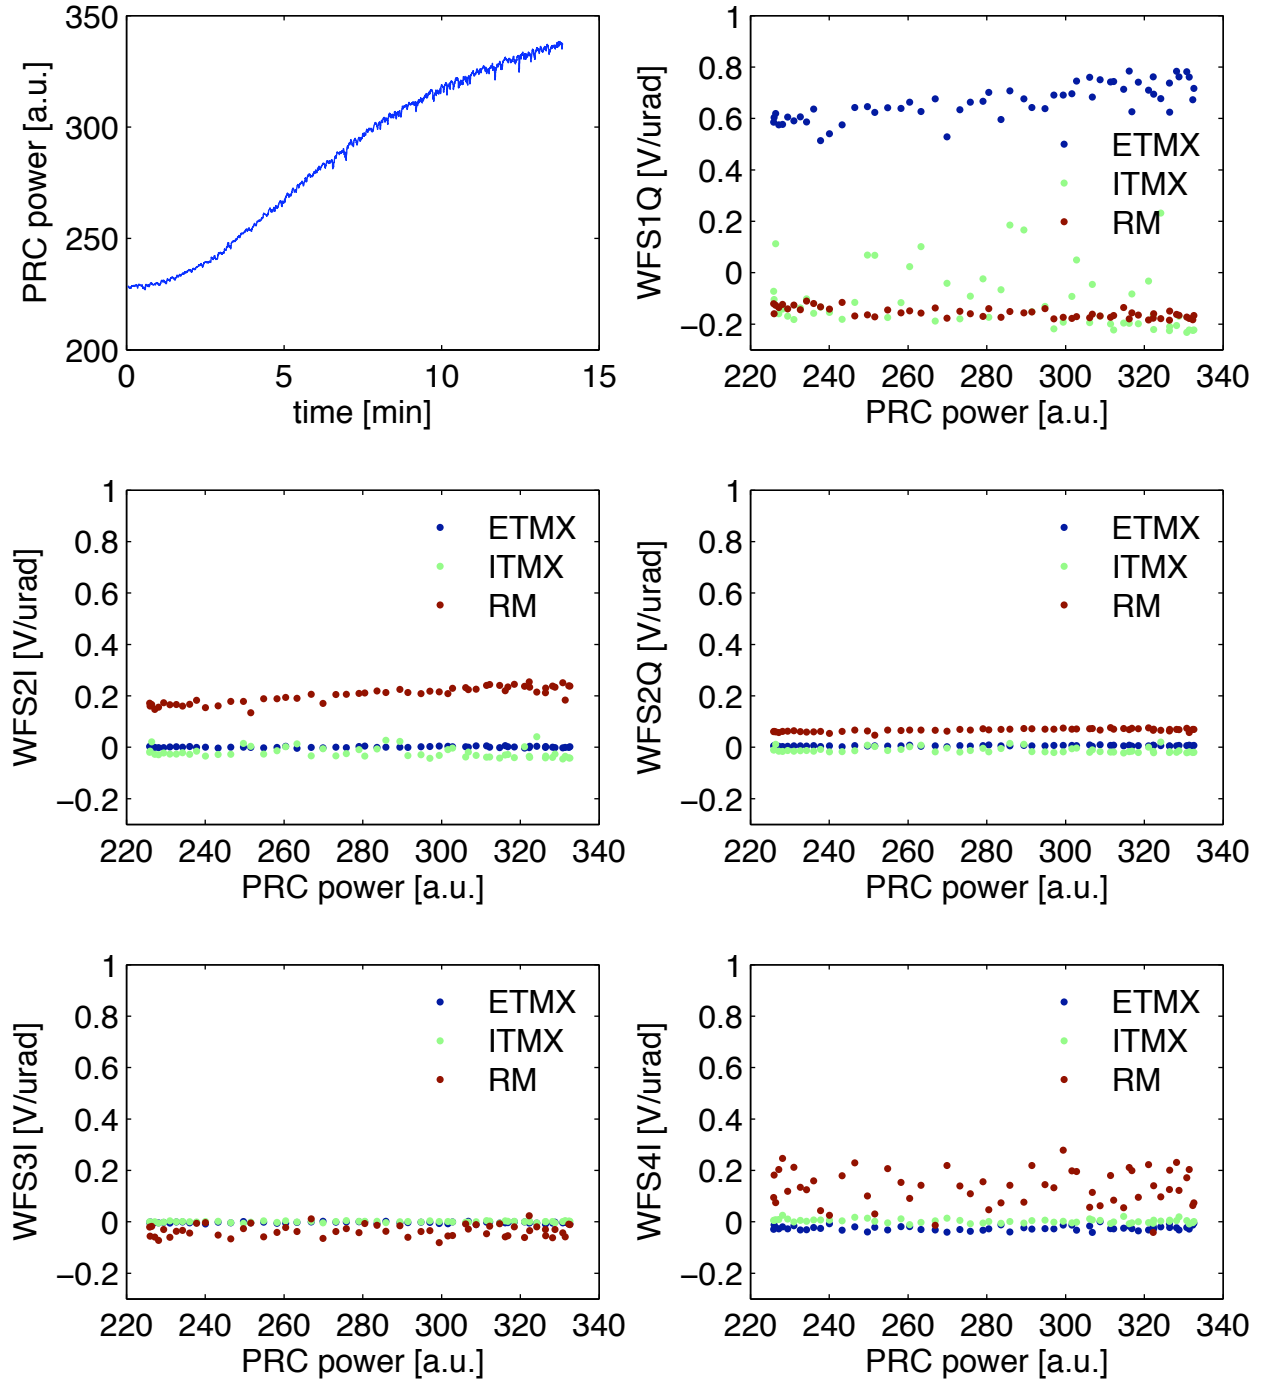 350
300
250
200
PRC power [a.u.]
0
5
10
15
time [min]
1
0.8
0.6
0.4
0.2
0
−0.2
WFS1Q [V/urad]
ETMX
ITMX
RM
220
240
260
280
300
320
340
PRC power [a.u.]
1
0.8
0.6
0.4
0.2
0
−0.2
WFS2I [V/urad]
ETMX
ITMX
RM
220
240
260
280
300
320
340
PRC power [a.u.]
1
0.8
0.6
0.4
0.2
0
−0.2
WFS2Q [V/urad]
ETMX
ITMX
RM
220
240
260
280
300
320
340
PRC power [a.u.]
1
0.8
0.6
0.4
0.2
0
−0.2
WFS3I [V/urad]
ETMX
ITMX
RM
220
240
260
280
300
320
340
PRC power [a.u.]
1
0.8
0.6
0.4
0.2
0
−0.2
WFS4I [V/urad]
ETMX
ITMX
RM
220
240
260
280
300
320
340
PRC power [a.u.]